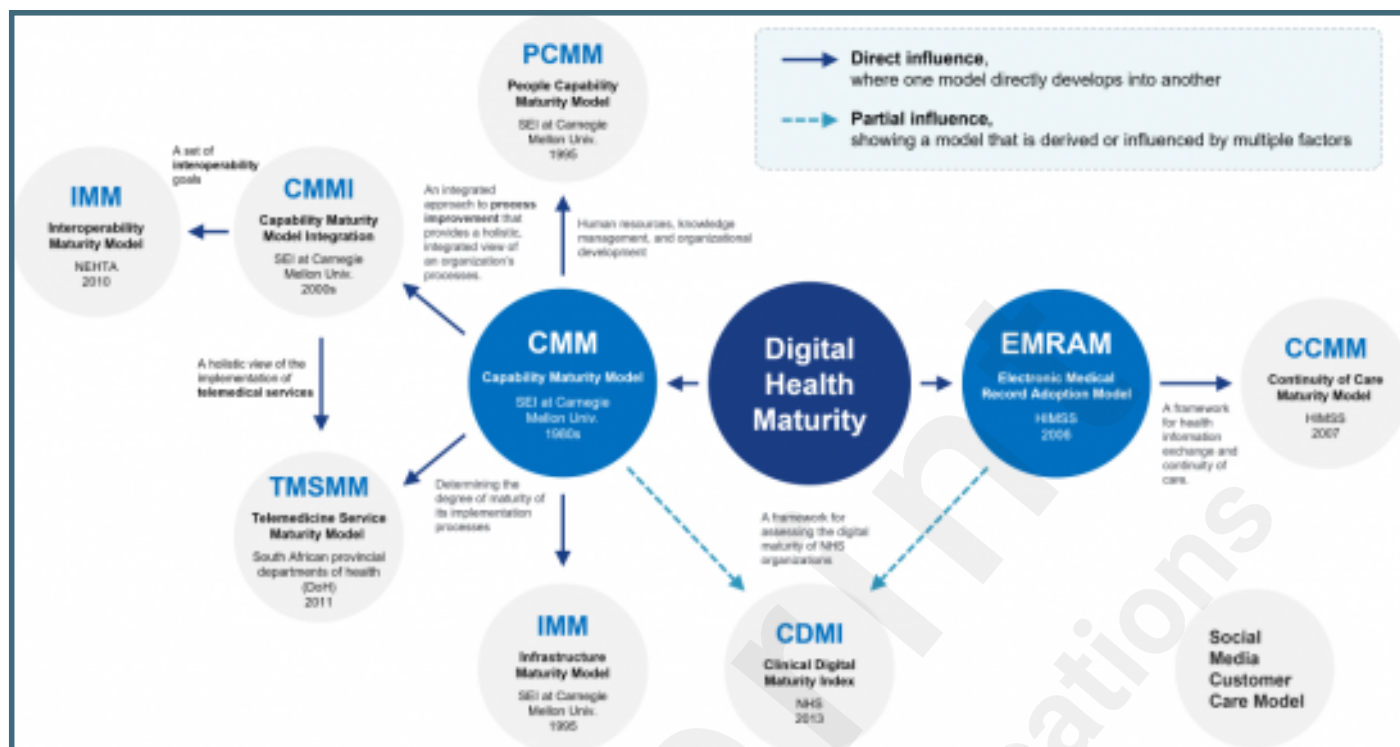 PCMM
People Capability
Maturity Model
SEI at Carnegie
Mellon Univ.
1995
Direct influence,
where one model directly develops into another
Partial influence,
showing a model that is derived or influenced by multiple factors
A set of
interoperability
goals
IMM
Interoperability
Maturity Model
NEHTA
2010
CMMI
Capability Maturity
Model Integration
SEI at Carnegie
Mellon Univ.
2000s
An integrated
approach to process
improvement that
provides a holistic,
integrated view of
an organization's
processes.
Human resources, knowledge
management, and organizational
development
CMM
Capability Maturity Model
SEI at Carnegie
Mellon Univ.
1980s
Digital
Health
Maturity
EMRAM
Electronic Medical
Record Adoption Model
HIMSS
2006
CCMM
Continuity of Care
Maturity Model
HIMSS
2007
A framework
for health
information
exchange and
continuity of
care.
A holistic view of the
implementation of
telemedical services
TMSMM
Telemedicine Service
Maturity Model
South African provincial
departments of health
(DoH)
2011
Determining the
degree of maturity of
its implementation
processes
A framework for
assessing the digital
maturity of NHS
organizations
IMM
Infrastructure
Maturity Model
SEI at Carnegie
Mellon Univ.
1995
CDMI
Clinical Digital
Maturity Index
NHS
2013
Social
Media
Customer
Care Model